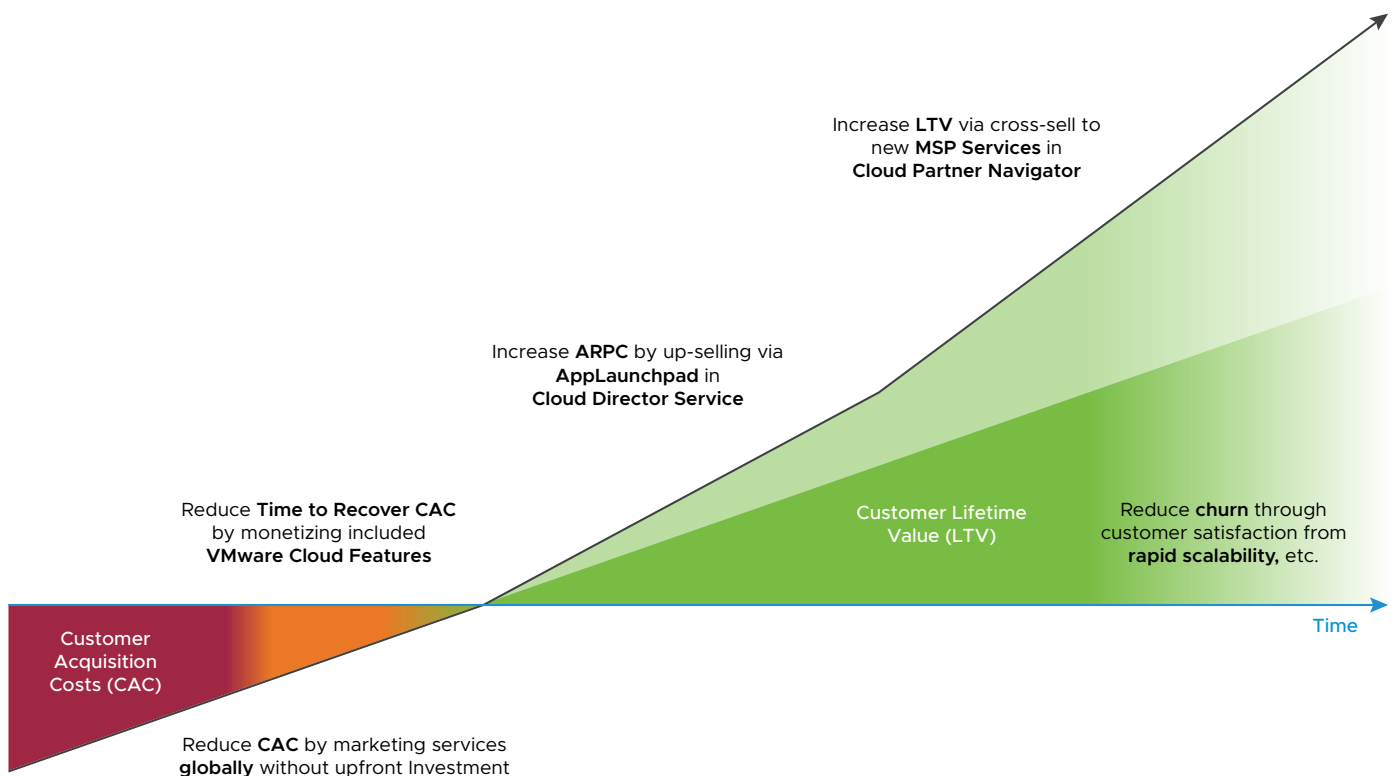 Increase LTV via cross-sell to
new MSP Services in
Cloud Partner Navigator
Increase ARPC by up-selling via
AppLaunchpad in
Cloud Director Service
Reduce Time to Recover CAC
by monetizing included
VMware Cloud Features
Customer Lifetime
Value (LTV)
Reduce churn through
customer satisfaction from
rapid scalability, etc.
Time
Customer
Acquisition
Costs (CAC)
Reduce CAC by marketing services
globally without upfront Investment